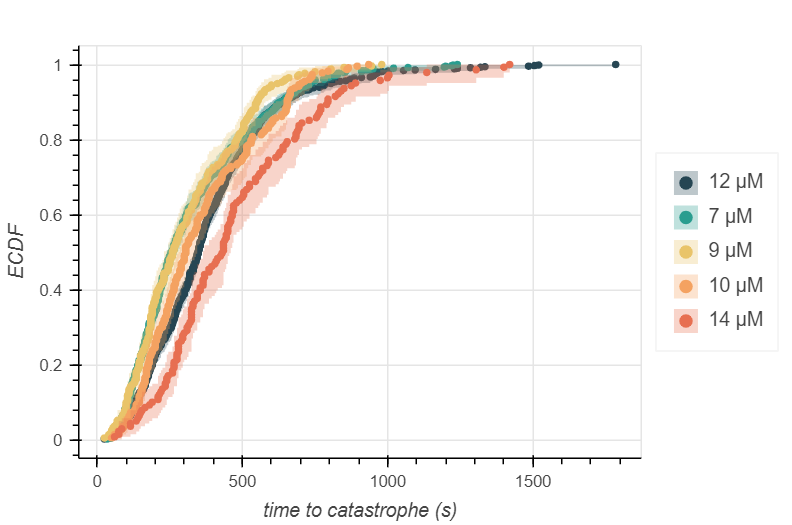 1
0.8
0.6
0.4
0.2
0
ECDF
0 500 1000 1500
time to catastrophe (s)
12 μM
7 μM
9 μM
10 μM
14 μM